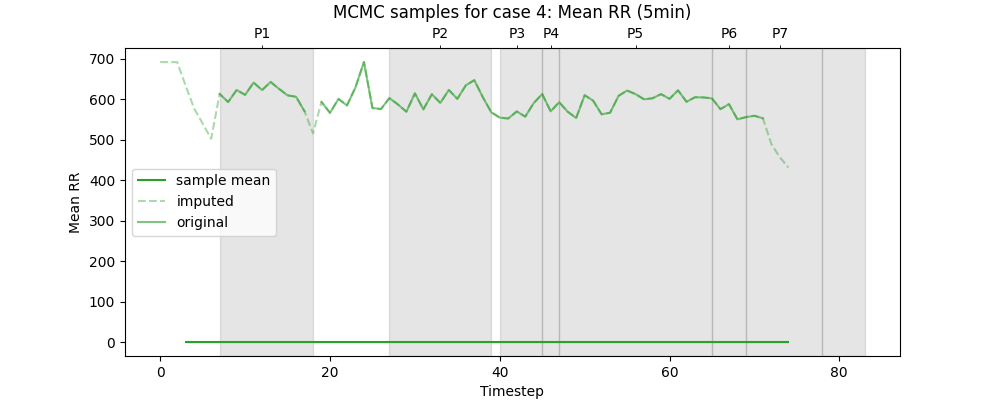 MCMC samples for case 4: Mean RR (5min)
P1 P2 P3 P4 P5 P6 P7
700
600
500
400
300
200
100
0
Mean RR
sample mean
imputed
original
0 20 40 60 80
Timestep